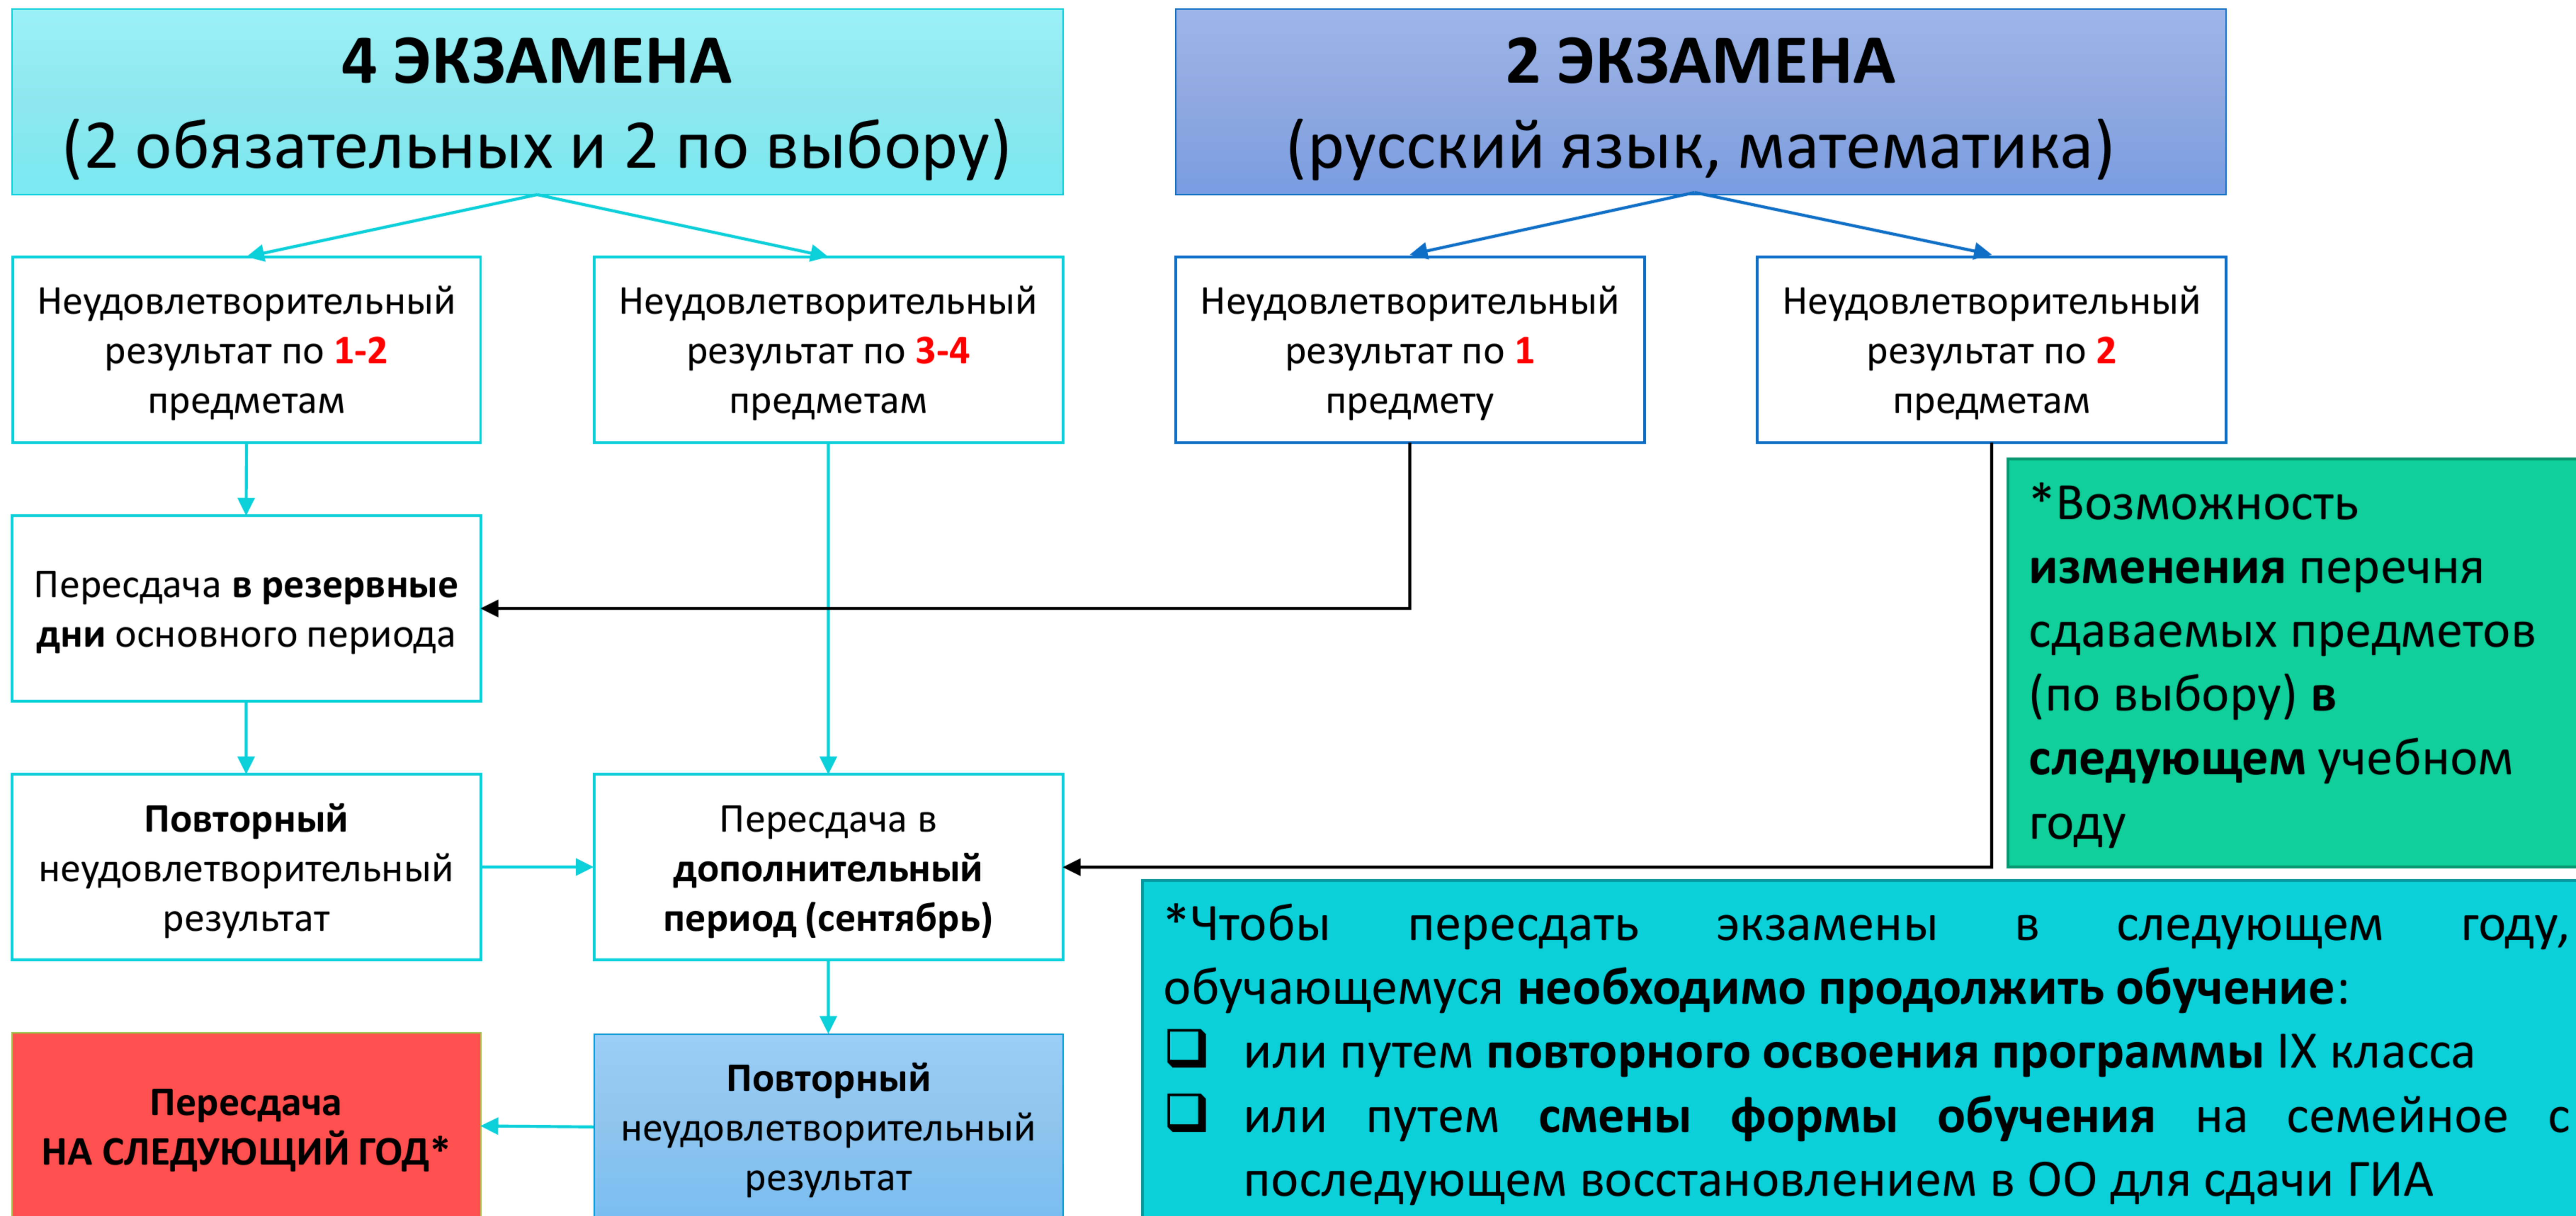 4 ЭКЗАМЕНА
(2 обязательных и 2 по выбору)
2 ЭКЗАМЕНА
(русский язык, математика)
Неудовлетворительный
результат по 1-2
предметам
Неудовлетворительный
результат по 3-4
предметам
Неудовлетворительный
результат по 1
предмету
Неудовлетворительный
результат по 2
предметам
Пересдача в резервные
дни основного периода
*Возможность
изменения перечня
сдаваемых предметов
(по выбору) в
следующем учебном
году
Повторный
неудовлетворительный
результат
Пересдача в
дополнительный
период (сентябрь)
Пересдача
НА СЛЕДУЮЩИЙ ГОД*
Повторный
неудовлетворительный
результат
*Чтобы пересдать экзамены в следующем году,
обучающемуся необходимо продолжить обучение:
❑ или путем повторного освоения программы IX класса
❑ или путем смены формы обучения на семейное с
последующем восстановлением в ОО для сдачи ГИА